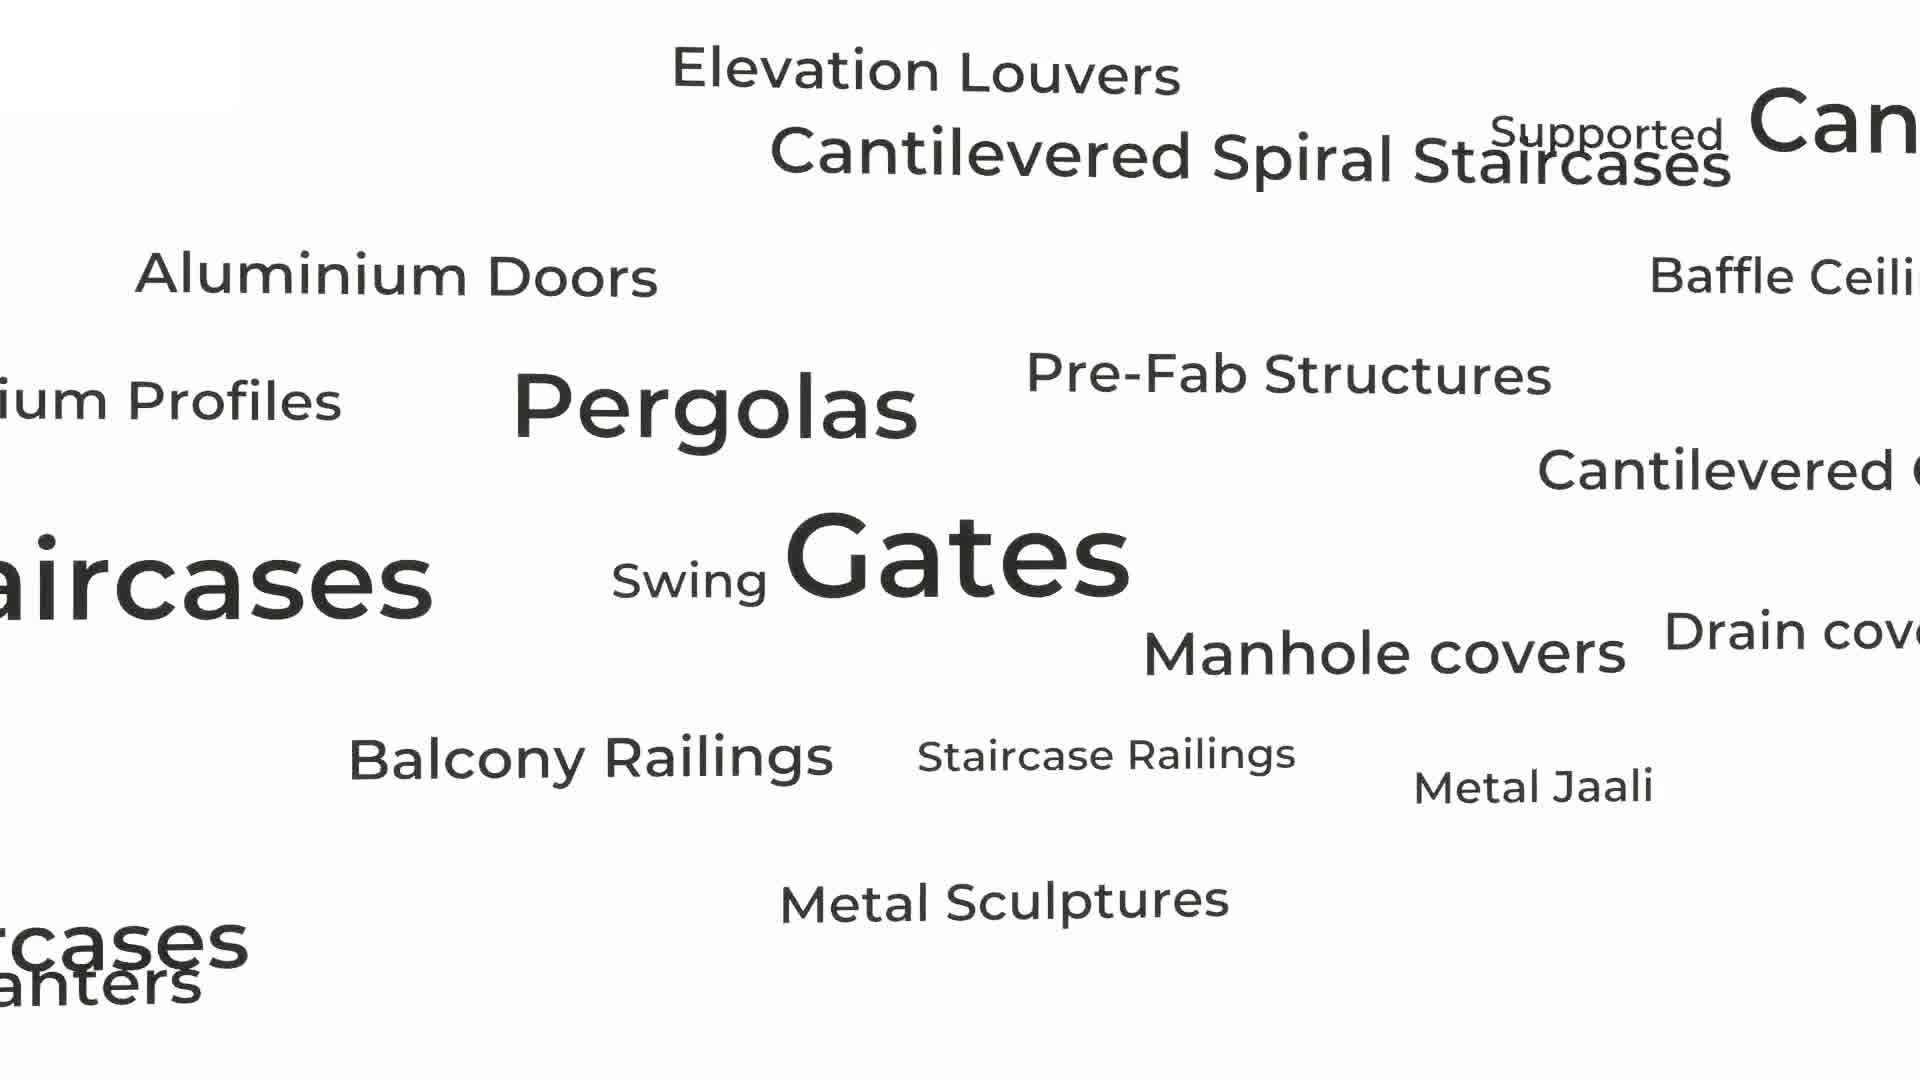 Elevation Louvers
Supported Can
Cantilevered Spiral Staircases
Aluminium Doors
Baffle Ceili
ium Profiles
Pergolas
Pre-Fab Structures
Cantilevered
aircases
Swing Gates
Manhole covers
Drain cove
Balcony Railings
Staircase Railings
Metal Jaali
Metal Sculptures
rcases
anters